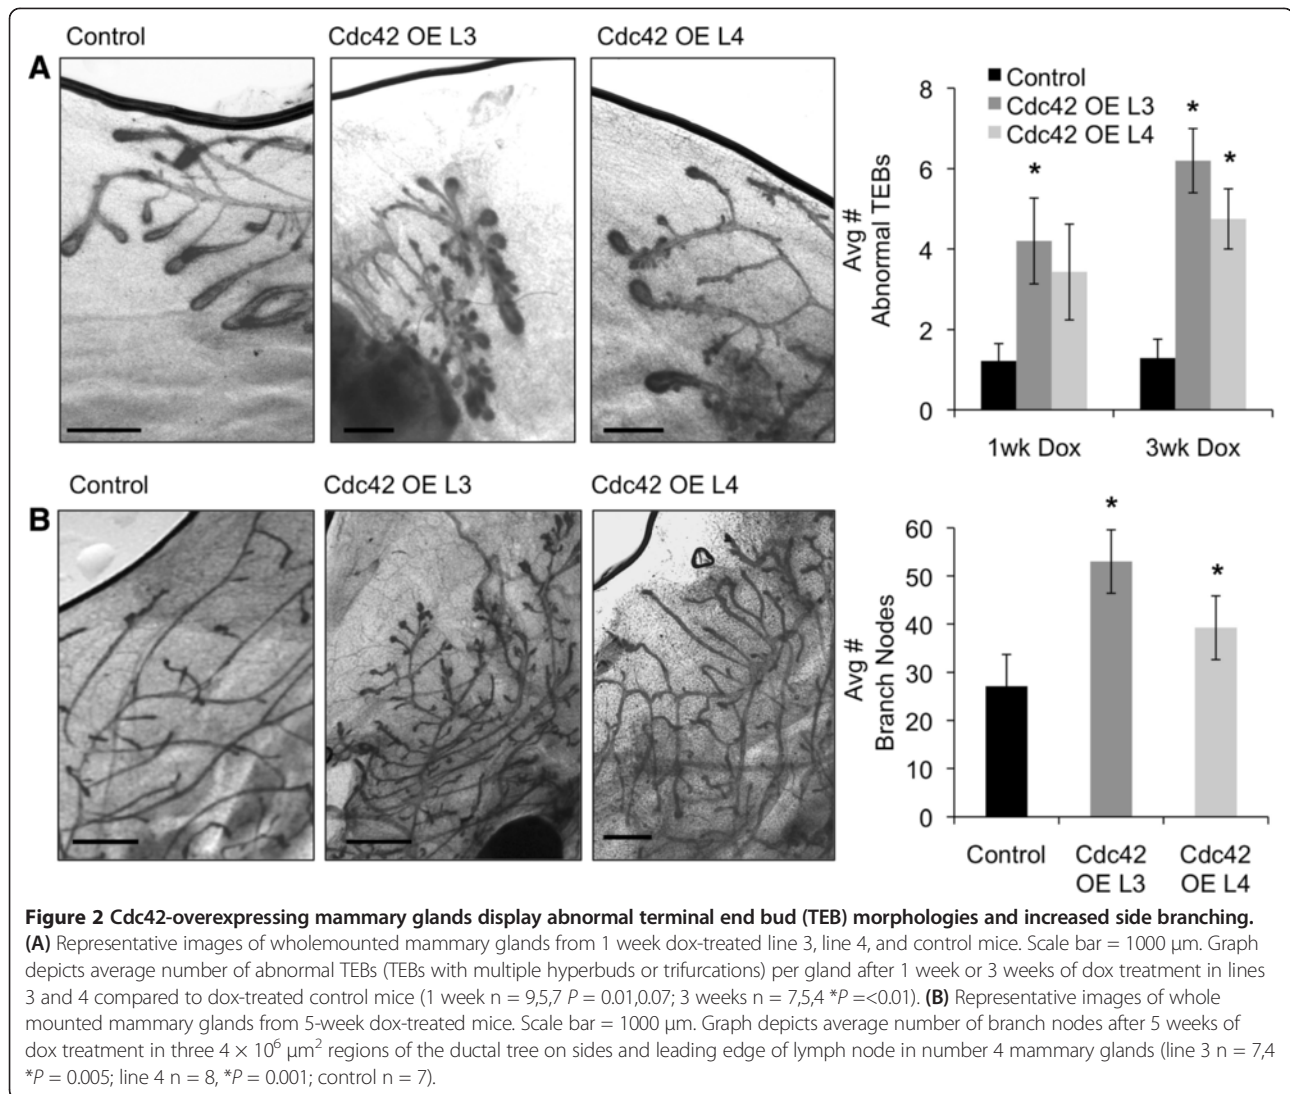 Control
Cdc42 OE L3
Cdc42 OE L4
A
8
6
4
2
0
Avg #
Abnormal TEBs
Control
Cdc42 OE L3
Cdc42 OE L4
*
*
*
1wk Dox
3wk Dox
Control
Cdc42 OE L3
Cdc42 OE L4
B
60
50
40
30
20
10
0
Avg #
Branch Nodes
*
*
Control
Cdc42
OE L3
Cdc42
OE L4
Figure 2 Cdc42-overexpressing mammary glands display abnormal terminal end bud (TEB) morphologies and increased side branching.
(A) Representative images of wholemounted mammary glands from 1 week dox-treated line 3, line 4, and control mice. Scale bar = 1000 μm. Graph
depicts average number of abnormal TEBs (TEBs with multiple hyperbuds or trifurcations) per gland after 1 week or 3 weeks of dox treatment in lines
3 and 4 compared to dox-treated control mice (1 week n = 9,5,7 P = 0.01,0.07; 3 weeks n = 7,5,4 *P =<0.01). (B) Representative images of whole
mounted mammary glands from 5-week dox-treated mice. Scale bar = 1000 μm. Graph depicts average number of branch nodes after 5 weeks of
dox treatment in three 4 × 10⁶ μm² regions of the ductal tree on sides and leading edge of lymph node in number 4 mammary glands (line 3 n = 7,4
*P = 0.005; line 4 n = 8, *P = 0.001; control n = 7).